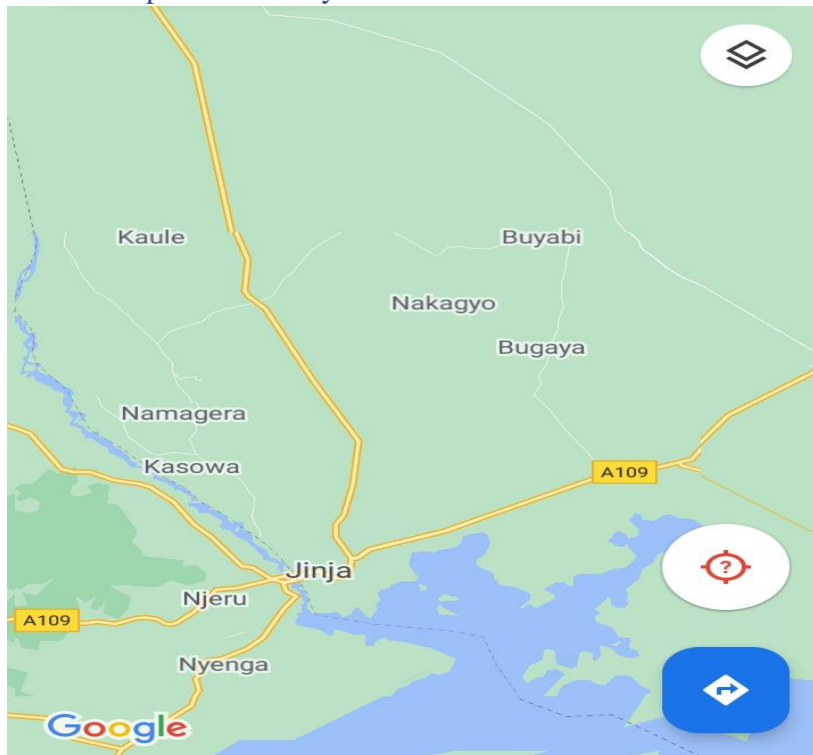 Kaule
Buyabi
Nakagyo
Bugaya
Namagera
Kasowa
A109
Jinja
?
Njeru
A109
Nyenga
Google